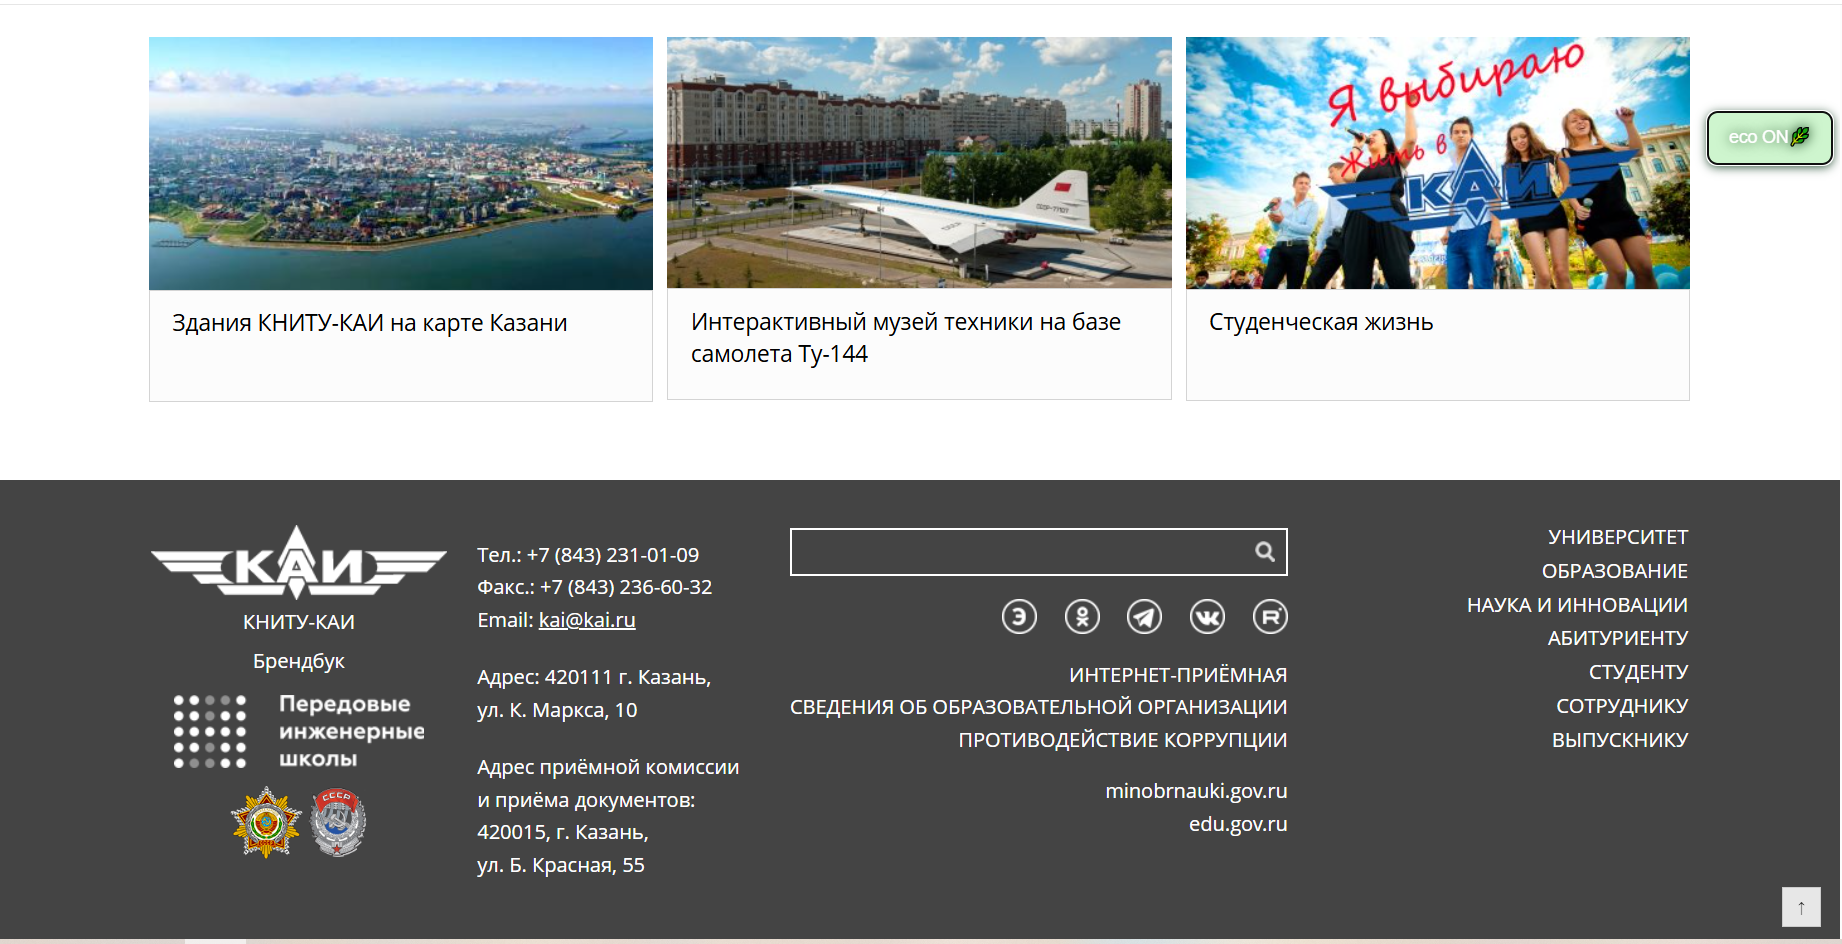 Я выбираю
жить в
КАИ
СССР-77107
eco ON
Здания КНИТУ-КАИ на карте Казани
Интерактивный музей техники на базе
самолета Ту-144
Студенческая жизнь
КАИ
КНИТУ-КАИ
Брендбук
Передовые
инженерные
школы
СССР
Тел.: +7 (843) 231-01-09
Факс.: +7 (843) 236-60-32
Email: kai@kai.ru
Адрес: 420111 г. Казань,
ул. К. Маркса, 10
Адрес приёмной комиссии
и приёма документов:
420015, г. Казань,
ул. Б. Красная, 55
ИНТЕРНЕТ-ПРИЁМНАЯ
СВЕДЕНИЯ ОБ ОБРАЗОВАТЕЛЬНОЙ ОРГАНИЗАЦИИ
ПРОТИВОДЕЙСТВИЕ КОРРУПЦИИ
minobrnauki.gov.ru
edu.gov.ru
УНИВЕРСИТЕТ
ОБРАЗОВАНИЕ
НАУКА И ИННОВАЦИИ
АБИТУРИЕНТУ
СТУДЕНТУ
СОТРУДНИКУ
ВЫПУСКНИКУ